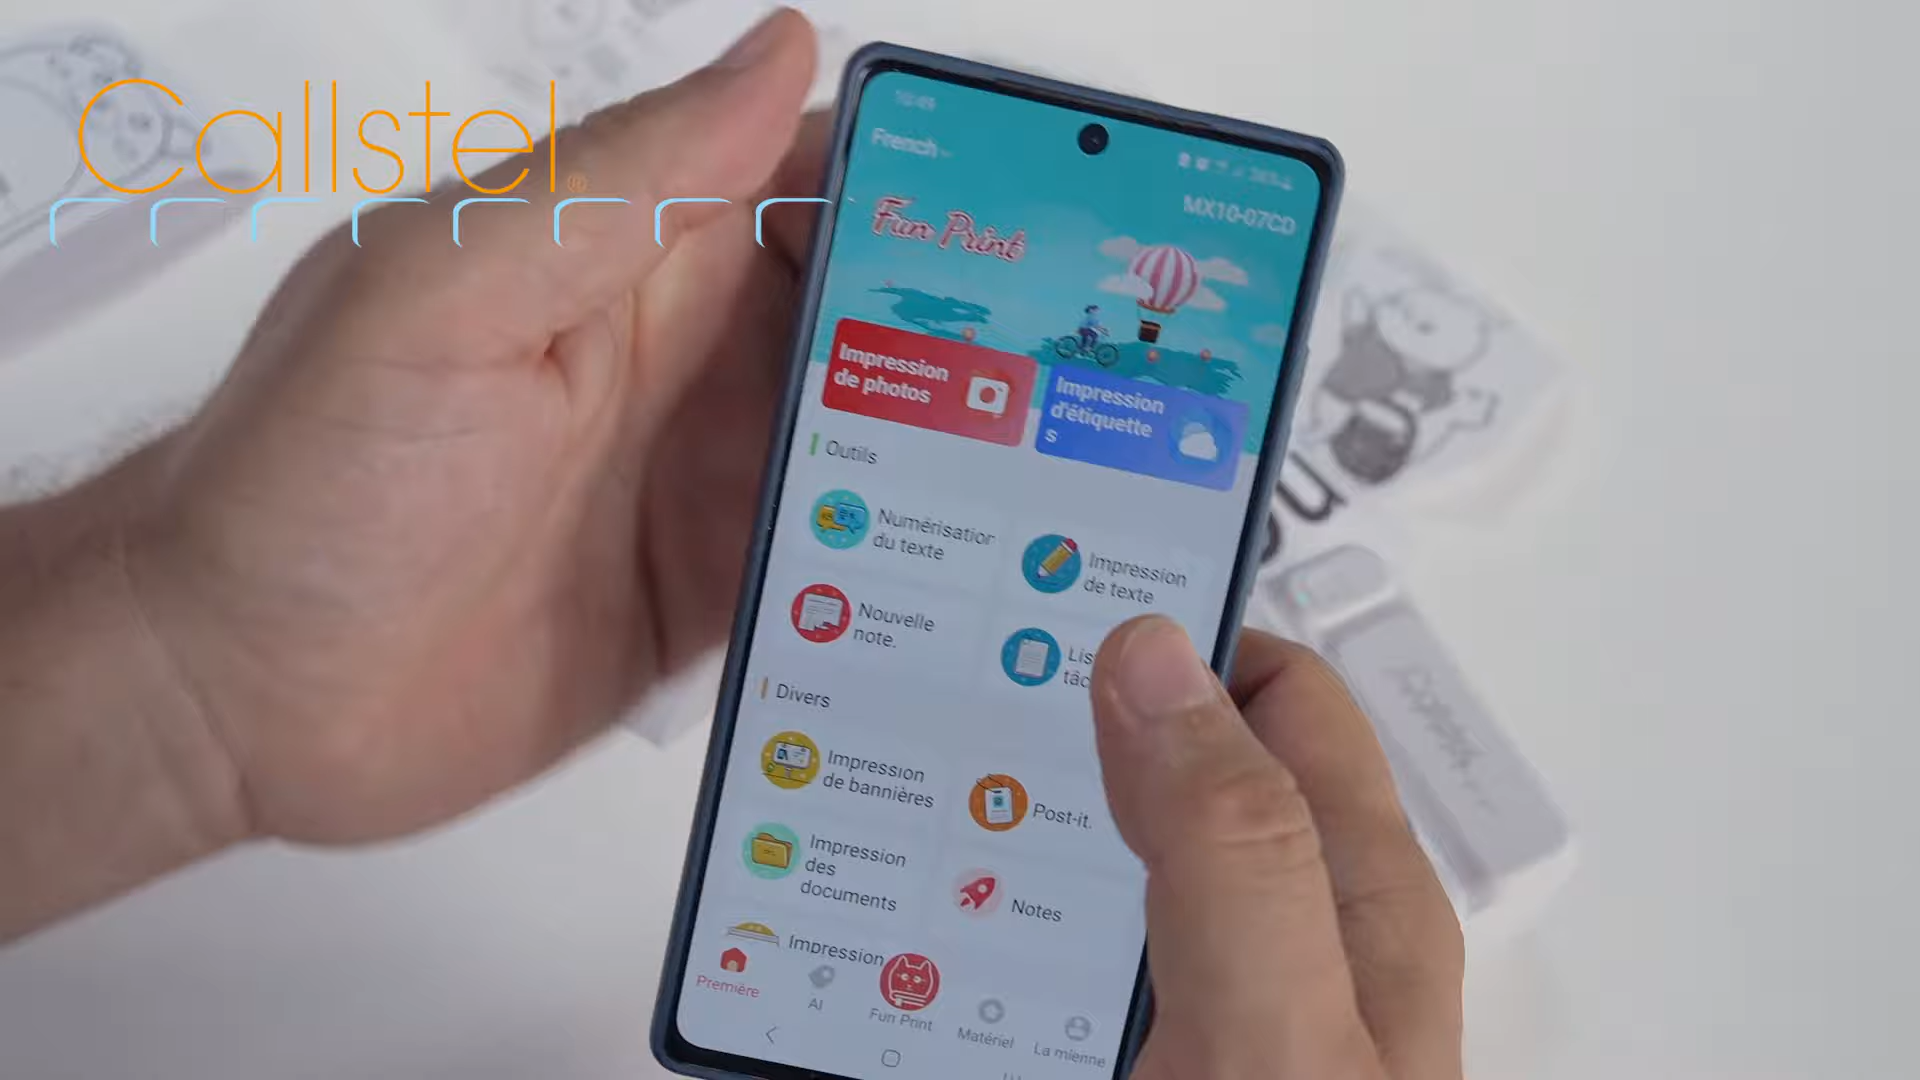 Callstel®
10:49
French
MX10-07CD
Fun Print
Impression
de photos
Impression
d'étiquette
s
Outils
Numérisation
du texte
Impression
de texte
Nouvelle
note.
Divers
Impression
de bannières
Post-it.
Impression
des
documents
Notes
Impression
Première
AI
Fun Print
Matériel
La mienne